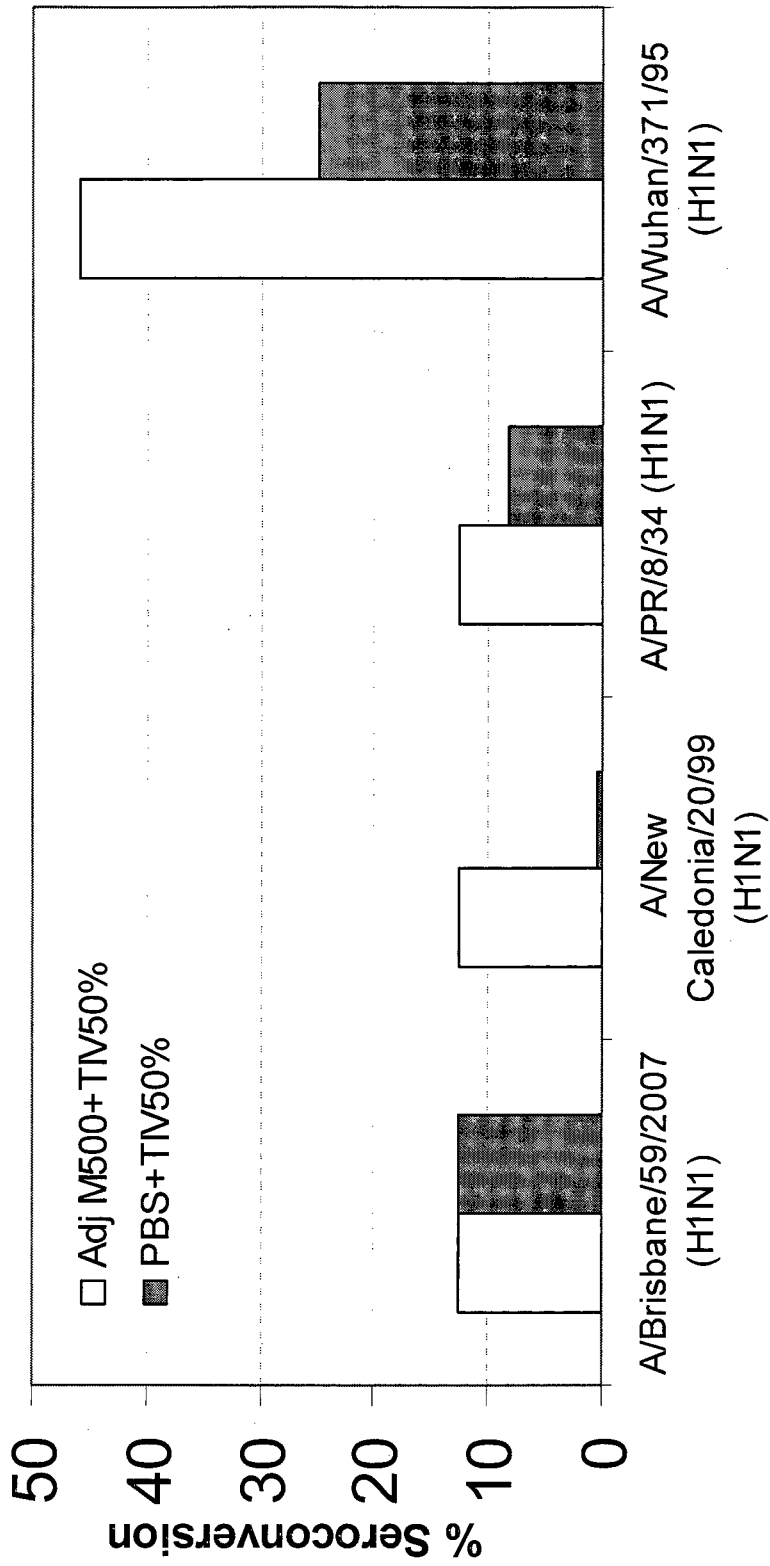 % Seroconversion
50
40
30
20
10
0
Adj M500+TIV50%
PBS+TIV50%
A/Brisbane/59/2007
(H1N1)
A/New
Caledonia/20/99
(H1N1)
A/PR/8/34 (H1N1)
A/Wuhan/371/95
(H1N1)